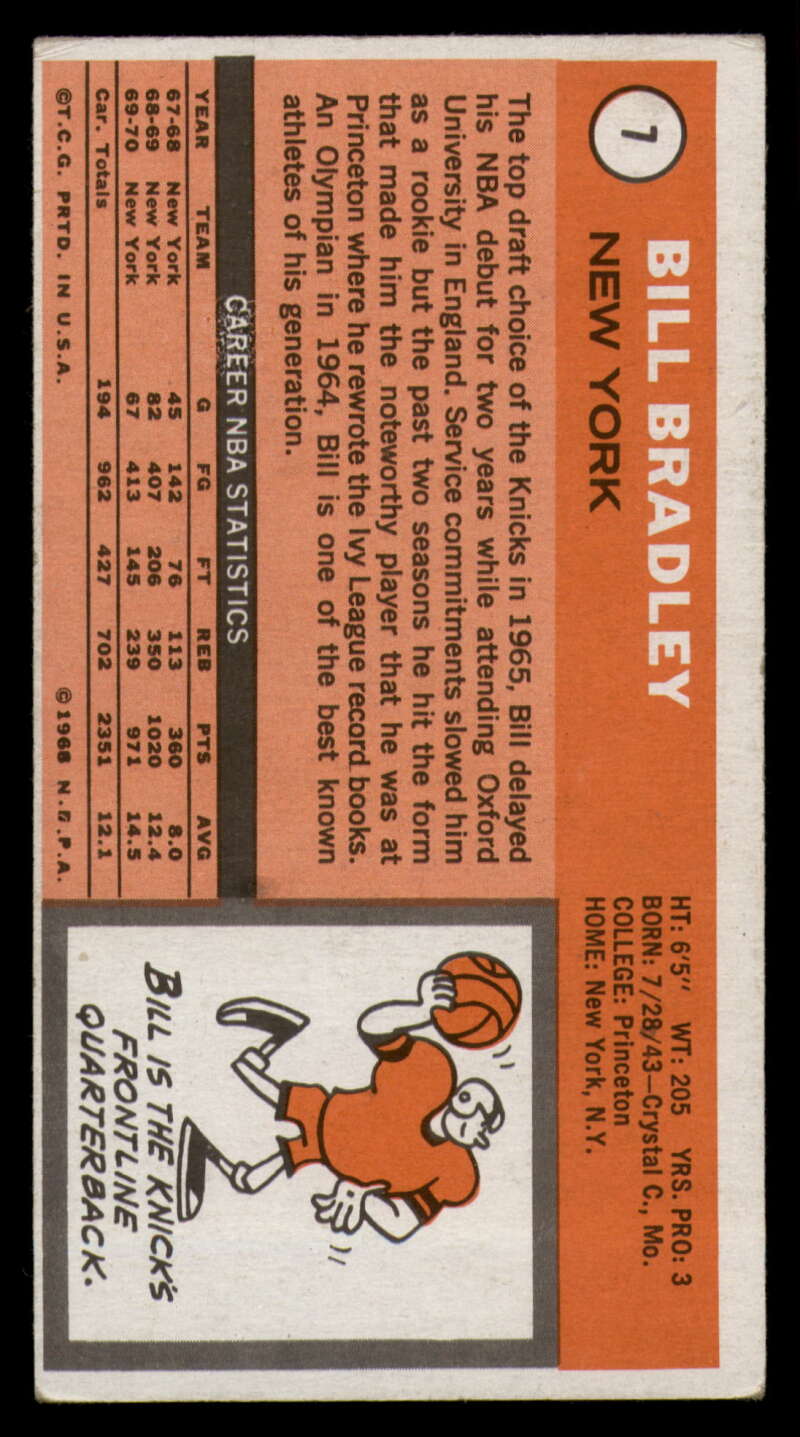 7
BILL BRADLEY
NEW YORK
HT: 6'5" WT: 205 YRS. PRO: 3
BORN: 7/28/43—Crystal C., Mo.
COLLEGE: Princeton
HOME: New York, N.Y.
The top draft choice of the Knicks in 1965, Bill delayed
his NBA debut for two years while attending Oxford
University in England. Service commitments slowed him
as a rookie but the past two seasons he hit the form
that made him the noteworthy player that he was at
Princeton where he rewrote the Ivy League record books.
An Olympian in 1964, Bill is one of the best known
athletes of his generation.
CAREER NBA STATISTICS
YEAR TEAM G FG FT REB PTS AVG
67-68 New York 45 142 76 113 360 8.0
68-69 New York 82 407 206 350 1020 12.4
69-70 New York 67 413 145 239 971 14.5
Car. Totals 194 962 427 702 2351 12.1
©T.C.G. PRTD. IN U.S.A. ©1968 N.B.P.A.
BILL IS THE KNICK'S
FRONTLINE
QUARTERBACK.